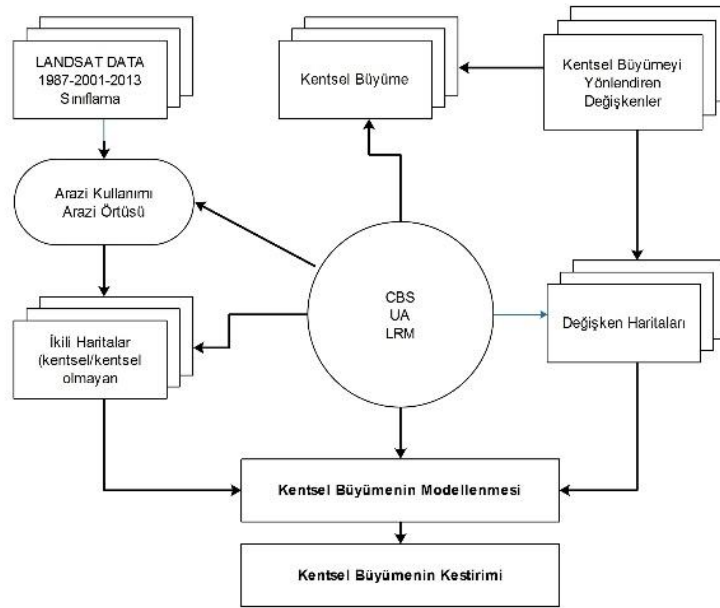 LANDSAT DATA
1987-2001-2013
Sınıflama
Kentsel Büyüme
Kentsel Büyümeyi
Yönlendiren
Değişkenler
Arazi Kullanımı
Arazi Örtüsü
CBS
UA
LRM
İkili Haritalar
(kentsel/kentsel
olmayan
Değişken Haritaları
Kentsel Büyümenin Modellenmesi
Kentsel Büyümenin Kestirimi